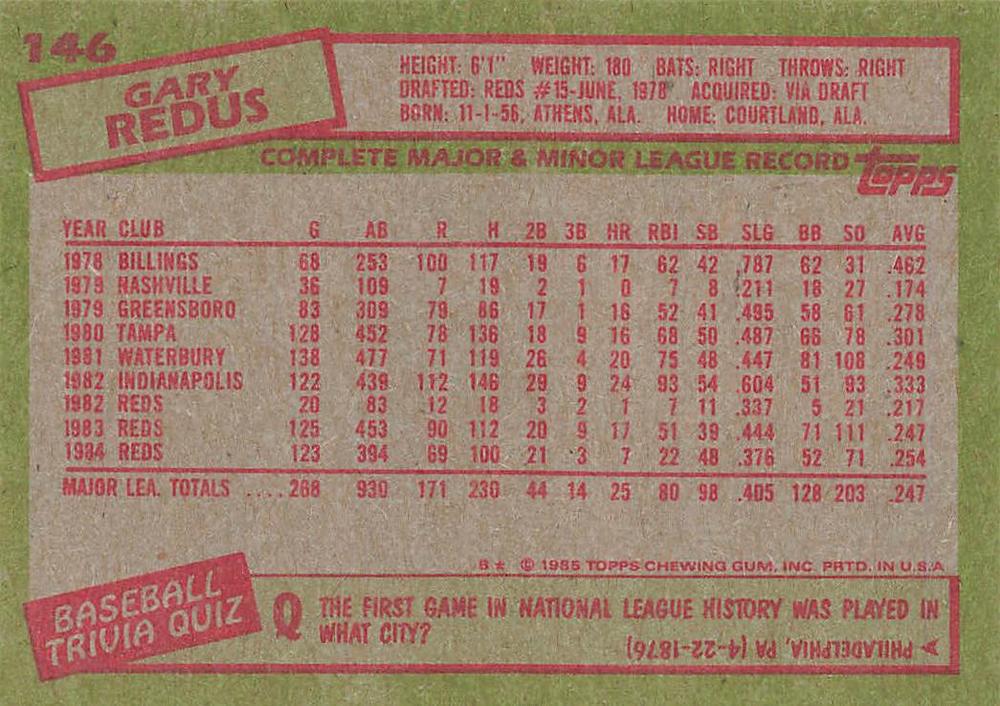 146
GARY
REDUS
HEIGHT: 6'1" WEIGHT: 180 BATS: RIGHT THROWS: RIGHT
DRAFTED: REDS #15-JUNE, 1978 ACQUIRED: VIA DRAFT
BORN: 11-1-56, ATHENS, ALA. HOME: COURTLAND, ALA.
COMPLETE MAJOR & MINOR LEAGUE RECORD TOPPS
YEAR CLUB G AB R H 2B 3B HR RBI SB SLG BB SO AVG
1978 BILLINGS 68 253 100 117 19 6 17 62 42 .787 62 31 .462
1979 NASHVILLE 36 109 7 19 2 1 0 7 8 .211 18 27 .174
1979 GREENSBORO 83 309 79 86 17 1 16 52 41 .495 58 61 .278
1980 TAMPA 128 452 78 136 18 9 16 68 50 .487 66 78 .301
1981 WATERBURY 138 477 71 119 26 4 20 75 48 .447 81 108 .249
1982 INDIANAPOLIS 122 439 112 146 29 9 24 93 54 .604 51 93 .333
1982 REDS 20 83 12 18 3 2 1 7 11 .337 5 21 .217
1983 REDS 125 453 90 112 20 9 17 51 39 .444 71 111 .247
1984 REDS 123 394 69 100 21 3 7 22 48 .376 52 71 .254
MAJOR LEA. TOTALS .... 268 930 171 230 44 14 25 80 98 .405 128 203 .247
B* © 1985 TOPPS CHEWING GUM, INC. PRTD. IN U.S.A
BASEBALL
TRIVIA QUIZ
Q THE FIRST GAME IN NATIONAL LEAGUE HISTORY WAS PLAYED IN
WHAT CITY?
A PHILADELPHIA, PA (4-22-1876)